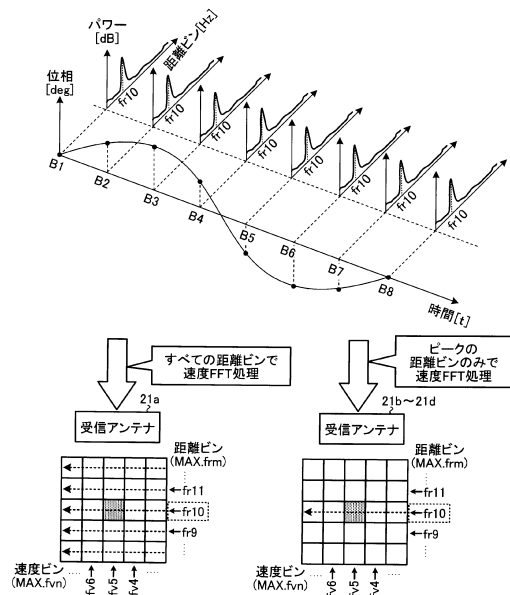 パワー
[dB]
距離ビン[Hz]
位相
[deg]
fr10
fr10
fr10
fr10
fr10
fr10
fr10
fr10
B1
B2
B3
B4
B5
B6
B7
B8
時間[t]
すべての距離ビンで
速度FFT処理
21a
受信アンテナ
距離ビン
(MAX.frm)
fr11
fr10
fr9
速度ビン
(MAX.fvn)
fv6
fv5
fv4
ピークの
距離ビンのみで
速度FFT処理
21b～21d
受信アンテナ
距離ビン
(MAX.frm)
fr11
fr10
fr9
速度ビン
(MAX.fvn)
fv6
fv5
fv4